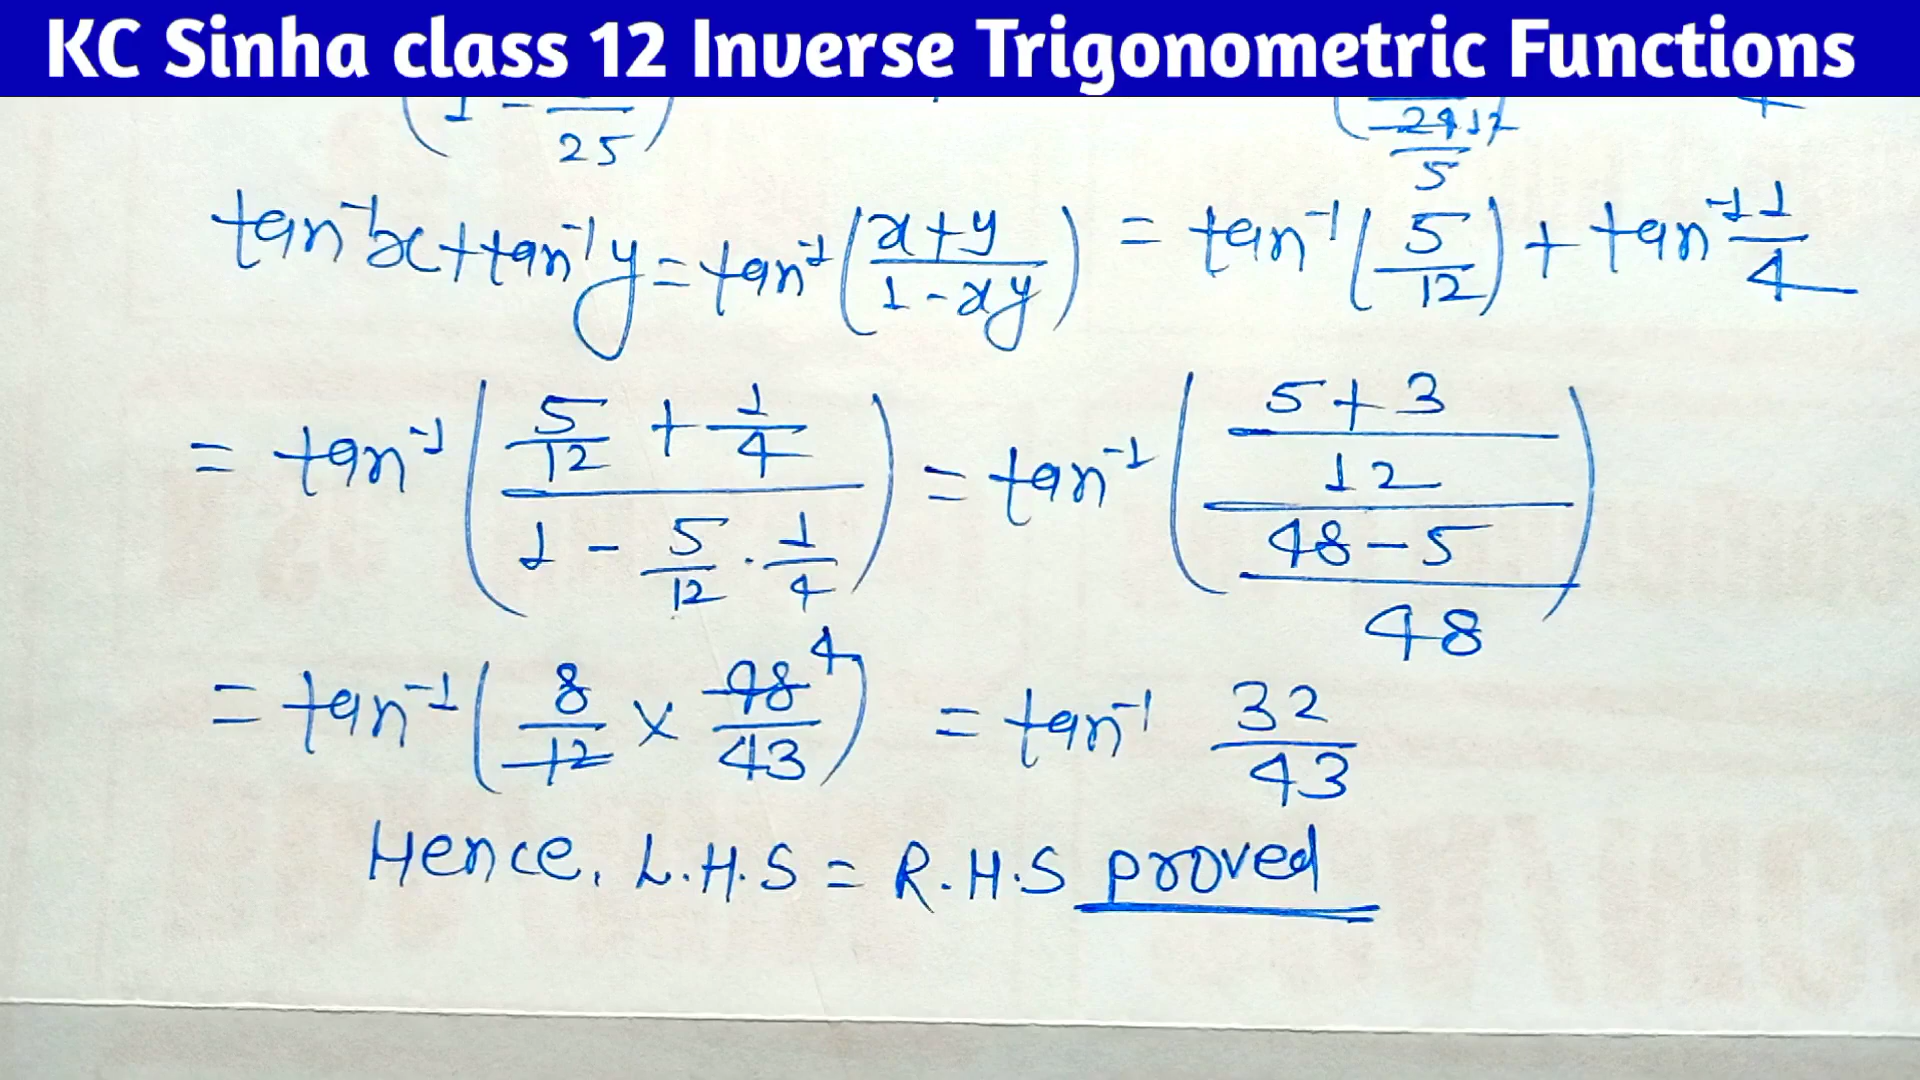 KC Sinha class 12 Inverse Trigonometric Functions
(1 - — / 25)
5
tan⁻¹x + tan⁻¹y = tan⁻¹((x+y)/(1-xy)) = tan⁻¹(5/12) + tan⁻¹ 1/4
= tan⁻¹((5/12 + 1/4)/(1 - 5/12 · 1/4)) = tan⁻¹(((5+3)/12)/((48-5)/48))
= tan⁻¹(8/12 × 48/43) 4 = tan⁻¹ 32/43
Hence, L.H.S = R.H.S proved